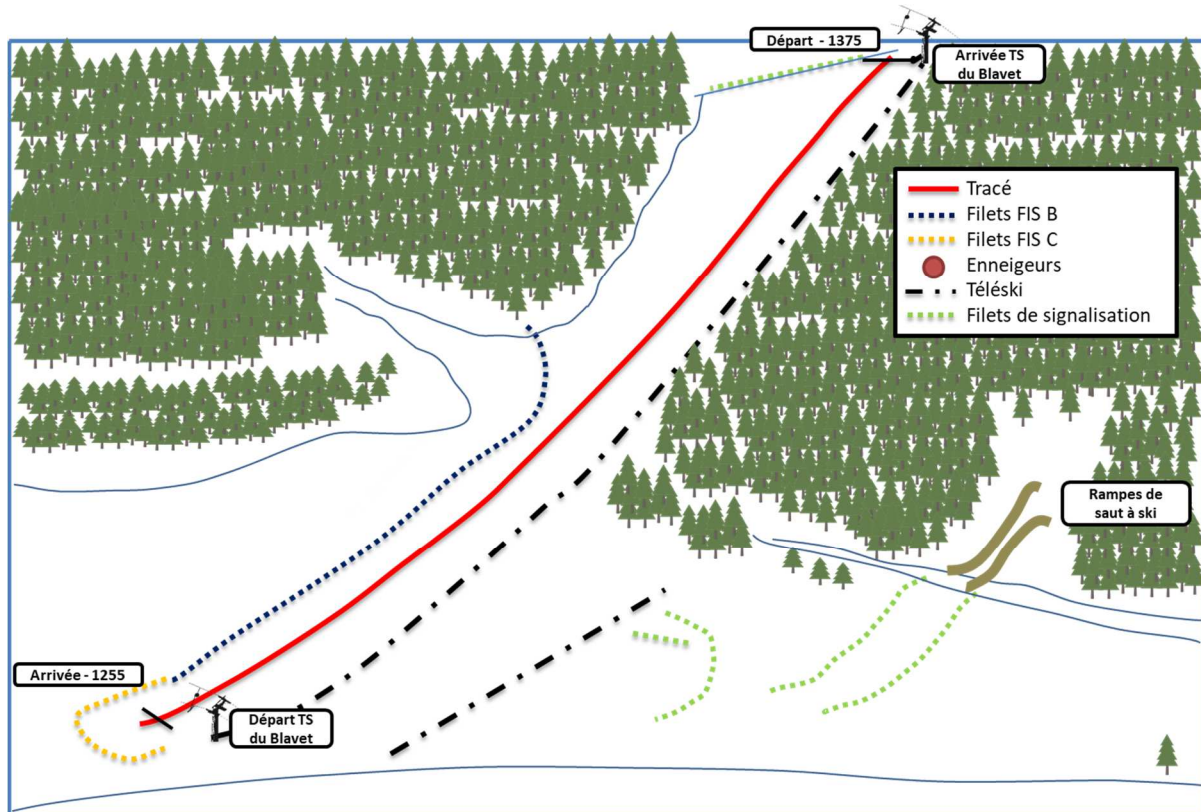 Départ - 1375
Arrivée TS
du Blavet
Tracé
Filets FIS B
Filets FIS C
Enneigeurs
Téléski
Filets de signalisation
Rampes de
saut à ski
Arrivée - 1255
Départ TS
du Blavet